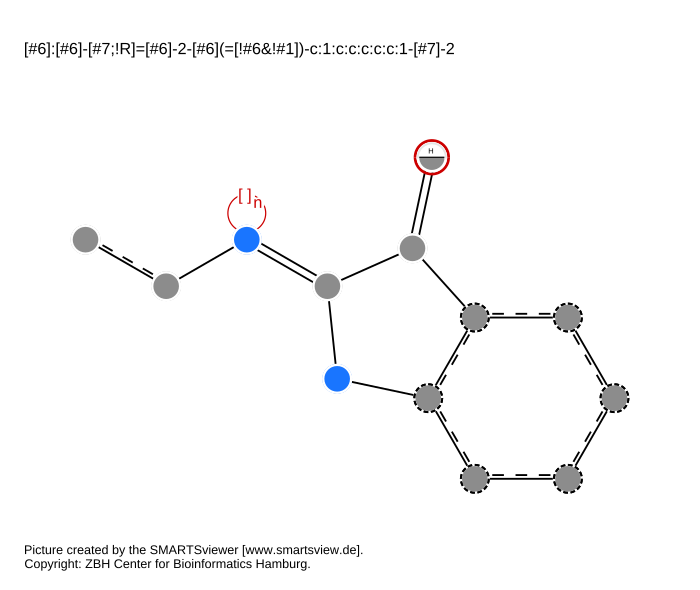 [#6]:[#6]-[#7;!R]=[#6]-2-[#6](=[!#6&!#1])-c:1:c:c:c:c:c:1-[#7]-2
H
[ ]n
Picture created by the SMARTSviewer [www.smartsview.de].
Copyright: ZBH Center for Bioinformatics Hamburg.